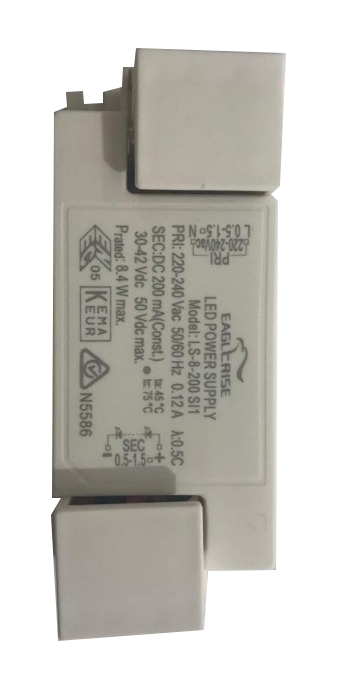 EAGLERISE
LED POWER SUPPLY
Model: LS-8-200 SI1
PRI: 220-240 Vac 50/60 Hz 0.12 A λ:0.5C
SEC:DC 200 mA(Const.) ta:45°C
30-42 Vdc 50 Vdc max. tc:75°C
Prated: 8.4 W max.
PRI
220-240Vac
L 0.5-1.5 N
SEC
0.5-1.5
+
-
05
KEMA
KEUR
N5586